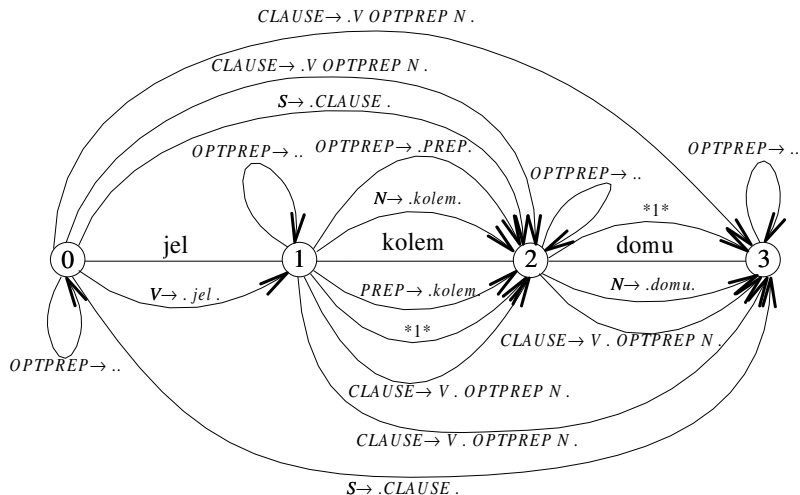 CLAUSE→ .V OPTPREP N .
CLAUSE→ .V OPTPREP N .
S→ .CLAUSE .
OPTPREP→ ..
OPTPREP→ .PREP.
OPTPREP→ ..
OPTPREP→ ..
N→ .kolem.
*1*
jel
kolem
domu
0
1
2
3
V→ . jel .
PREP→ .kolem.
N→ .domu.
*1*
CLAUSE→ V . OPTPREP N .
OPTPREP→ ..
CLAUSE→ V . OPTPREP N .
CLAUSE→ V . OPTPREP N .
S→ .CLAUSE .